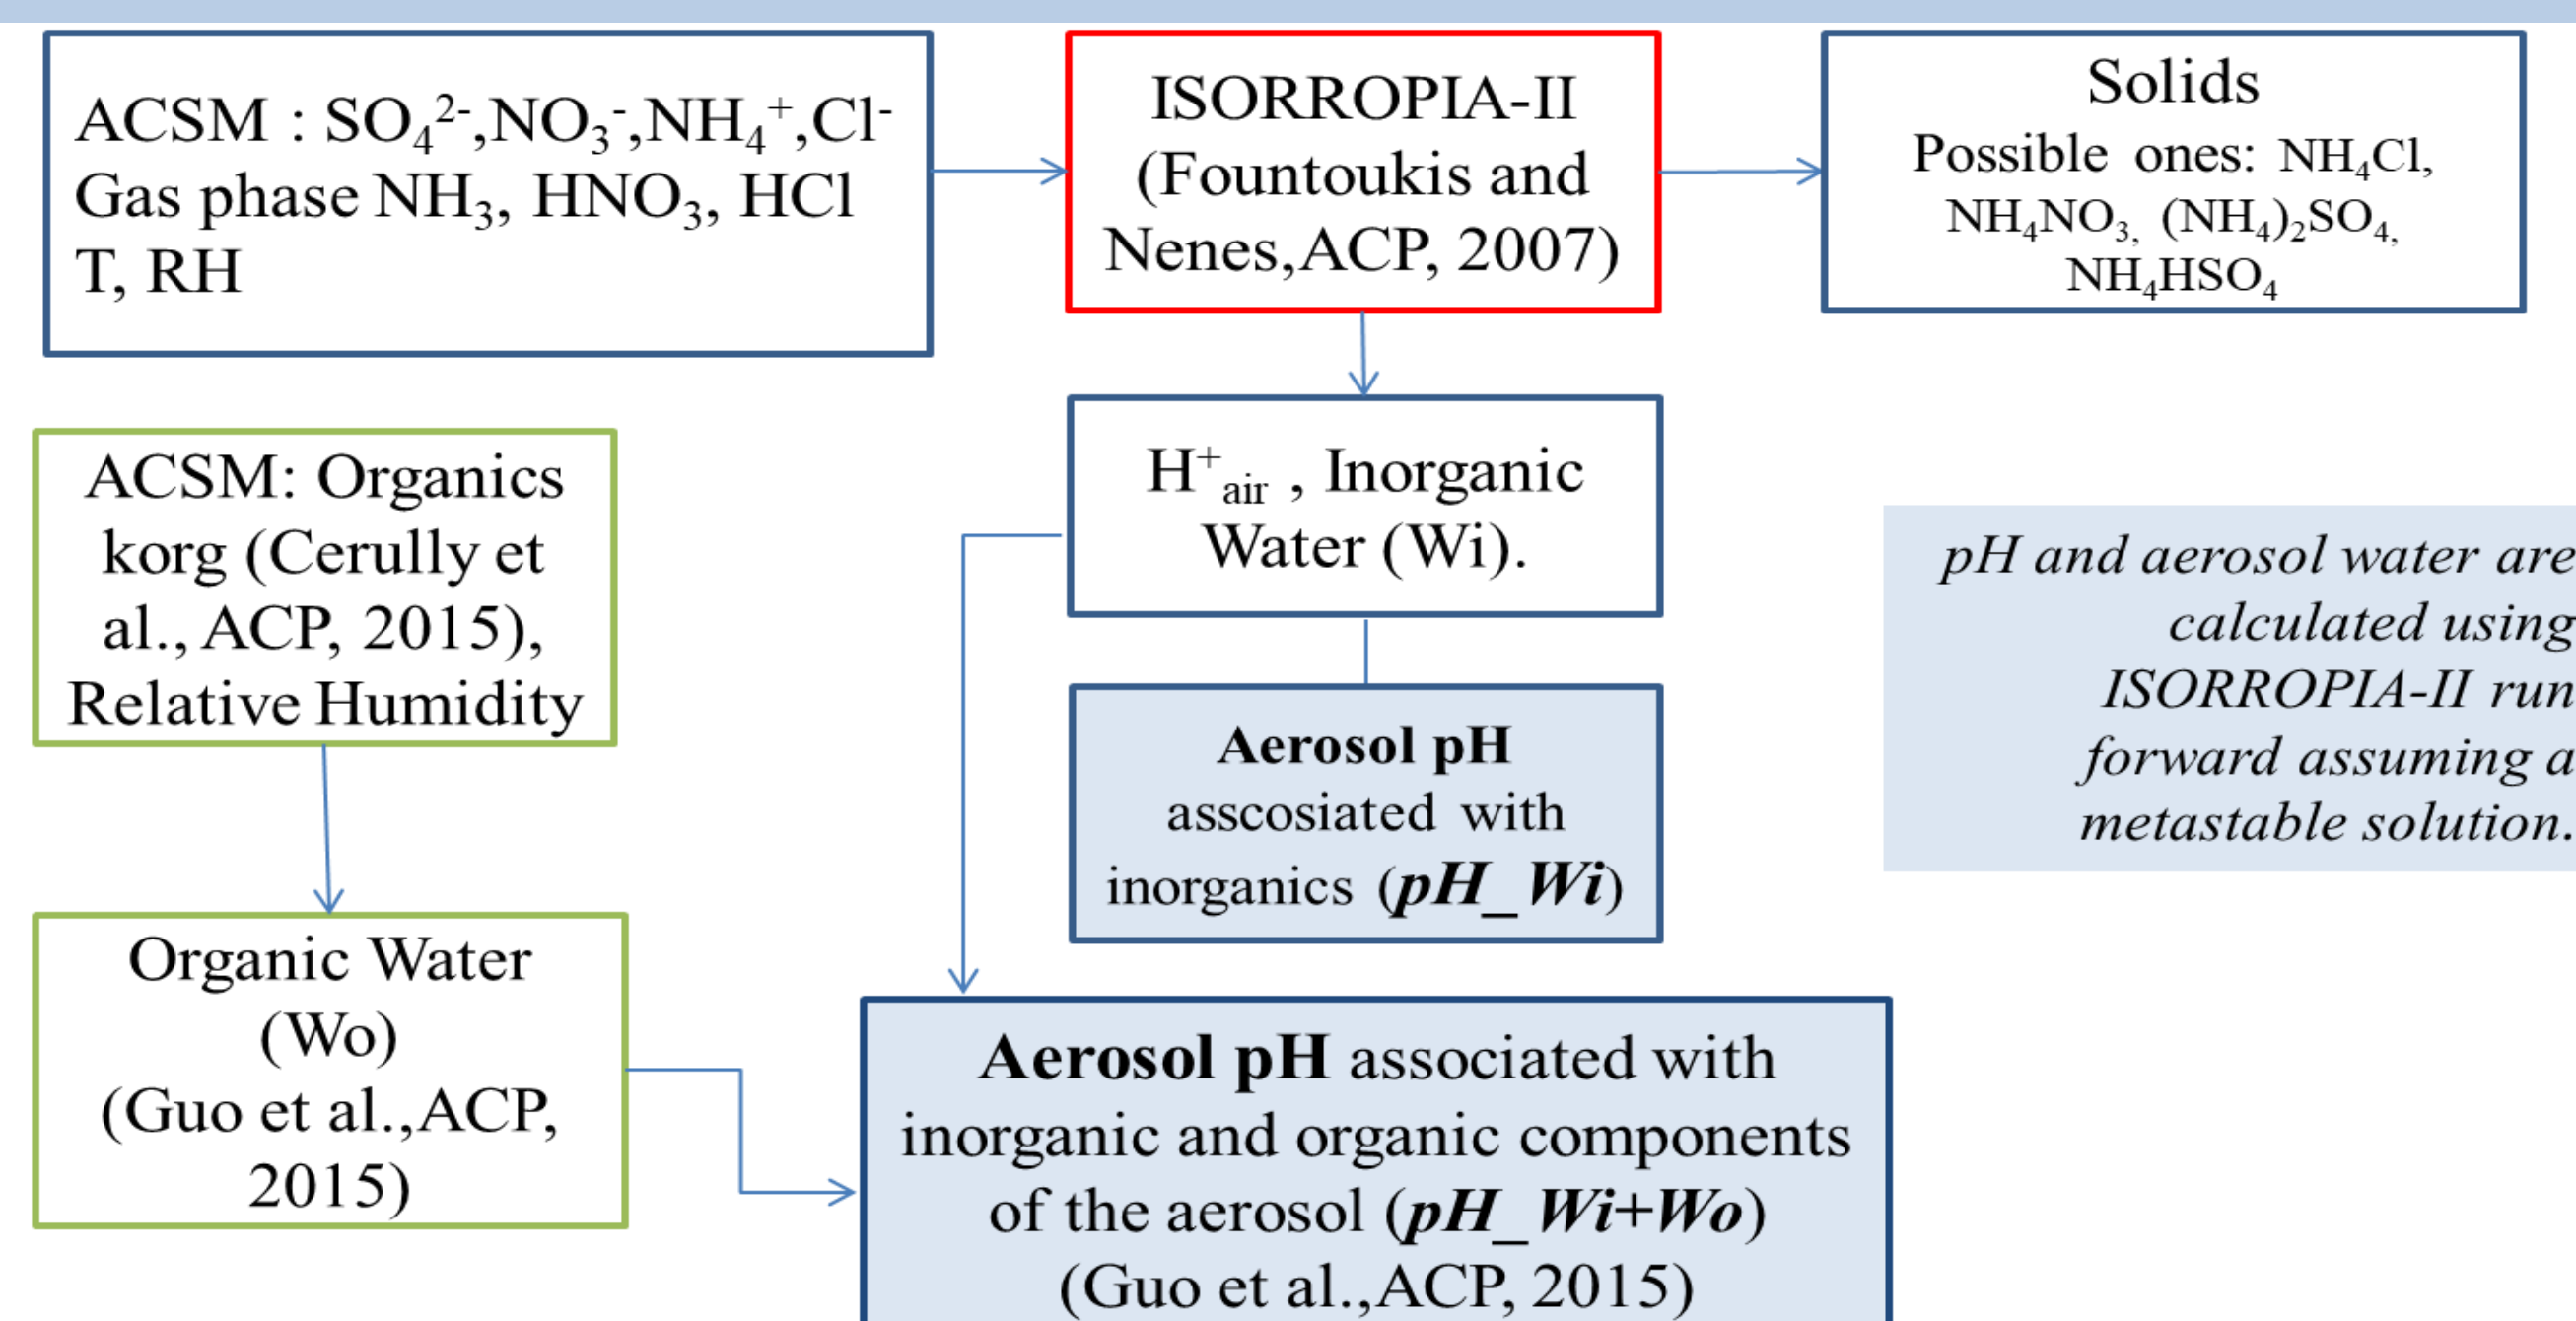 ACSM : SO₄²⁻,NO₃⁻,NH₄⁺,Cl⁻
Gas phase NH₃, HNO₃, HCl
T, RH
ISORROPIA-II
(Fountoukis and
Nenes,ACP, 2007)
Solids
Possible ones: NH₄Cl,
NH₄NO₃, (NH₄)₂SO₄,
NH₄HSO₄
ACSM: Organics
korg (Cerully et
al., ACP, 2015),
Relative Humidity
H⁺air , Inorganic
Water (Wi).
pH and aerosol water are
calculated using
ISORROPIA-II run
forward assuming a
metastable solution.
Aerosol pH
asscosiated with
inorganics (pH_Wi)
Organic Water
(Wo)
(Guo et al.,ACP,
2015)
Aerosol pH associated with
inorganic and organic components
of the aerosol (pH_Wi+Wo)
(Guo et al.,ACP, 2015)